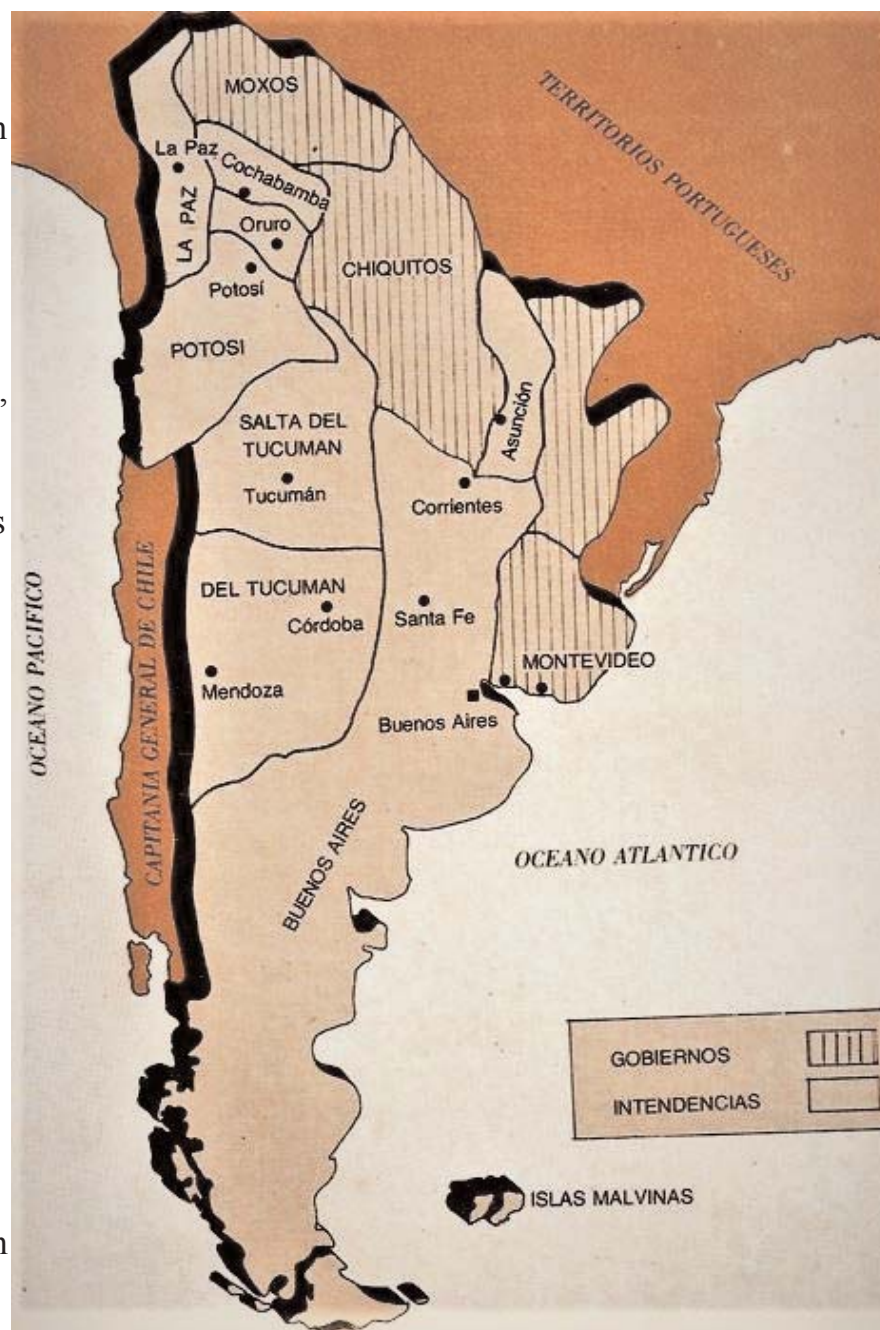 n
,
s
n
MOXOS
TERRITORIOS PORTUGUESES
La Paz
Cochabamba
LA PAZ
Oruro
CHIQUITOS
Potosí
POTOSI
SALTA DEL
TUCUMAN
Tucumán
Asunción
Corrientes
OCEANO PACIFICO
CAPITANIA GENERAL DE CHILE
DEL TUCUMAN
Córdoba
Santa Fe
Mendoza
MONTEVIDEO
Buenos Aires
BUENOS AIRES
OCEANO ATLANTICO
GOBIERNOS
INTENDENCIAS
ISLAS MALVINAS